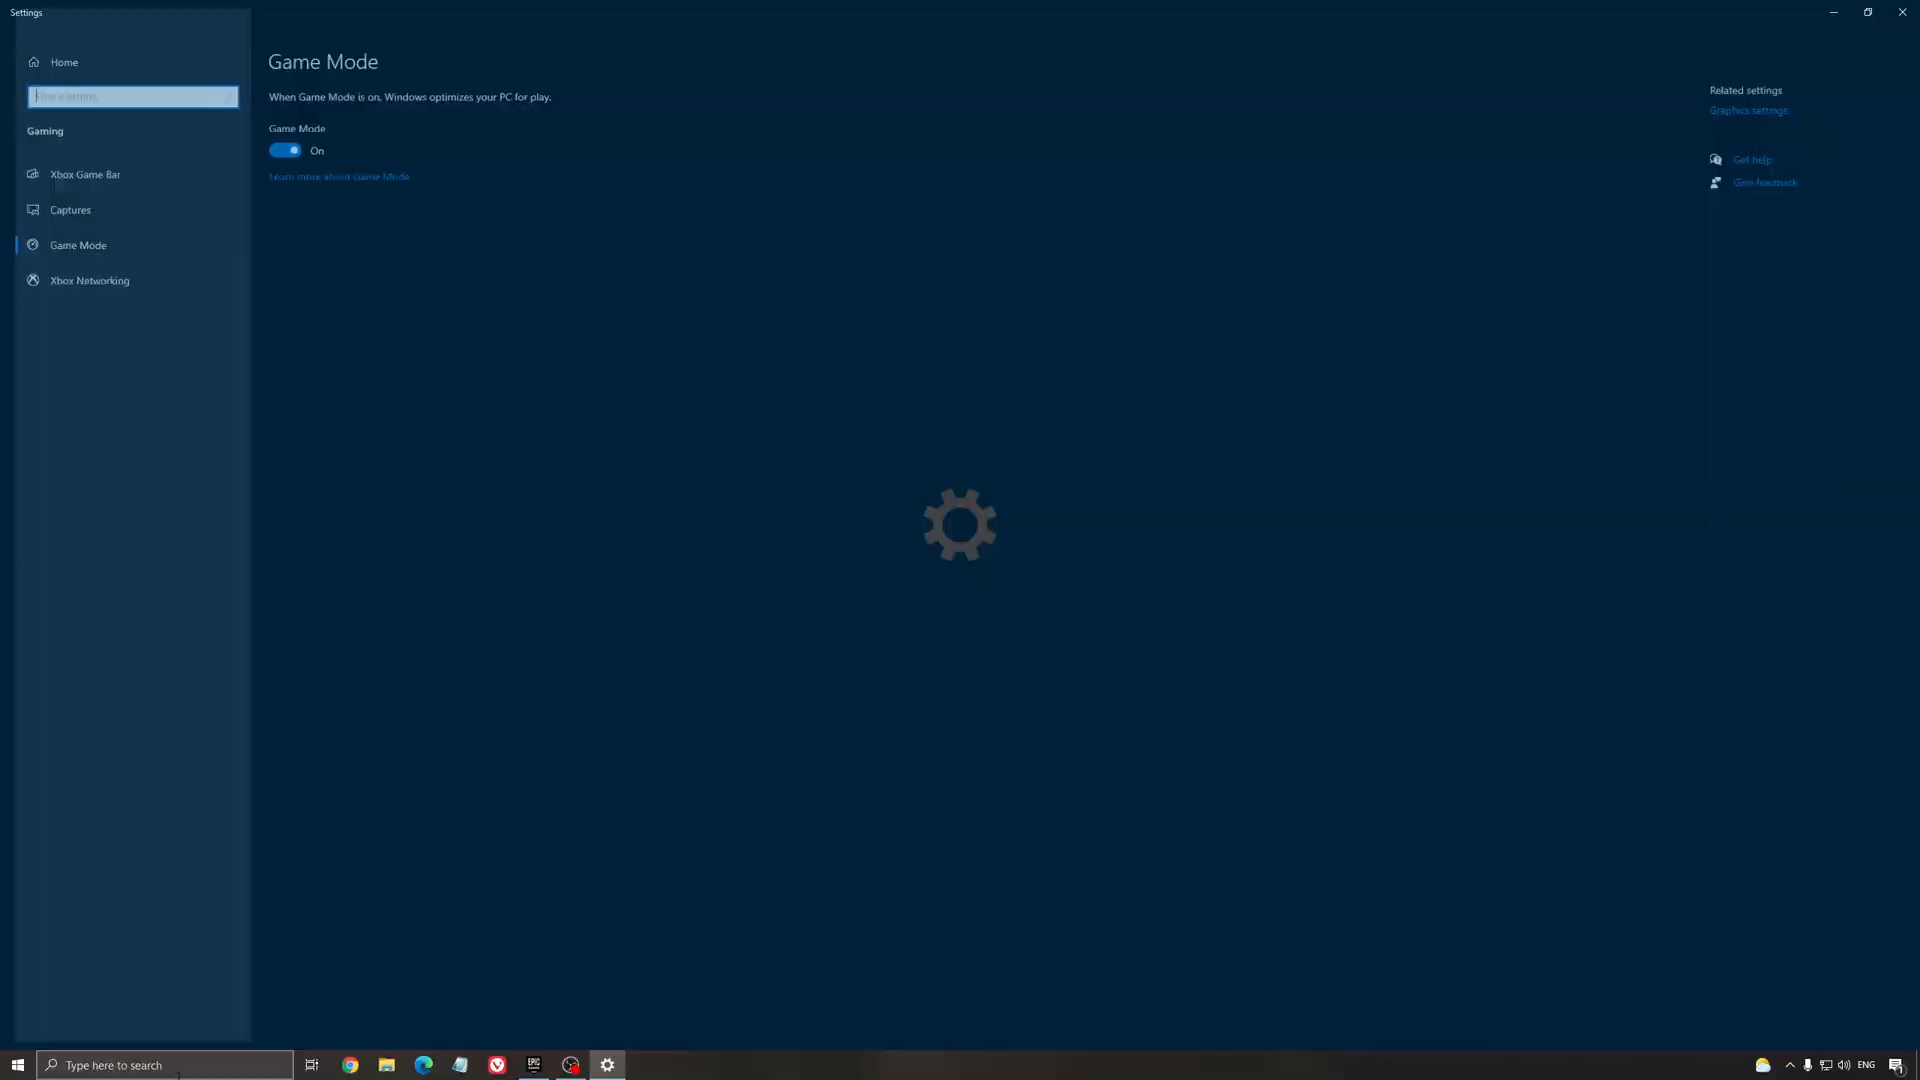 Settings
Home
Gaming
Xbox Game Bar
Captures
Game Mode
Xbox Networking
Game Mode
When Game Mode is on, Windows optimizes your PC for play.
Game Mode
On
Learn more about Game Mode
Related settings
Graphics settings
Get help
Give feedback
Type here to search
EPIC
ENG
1